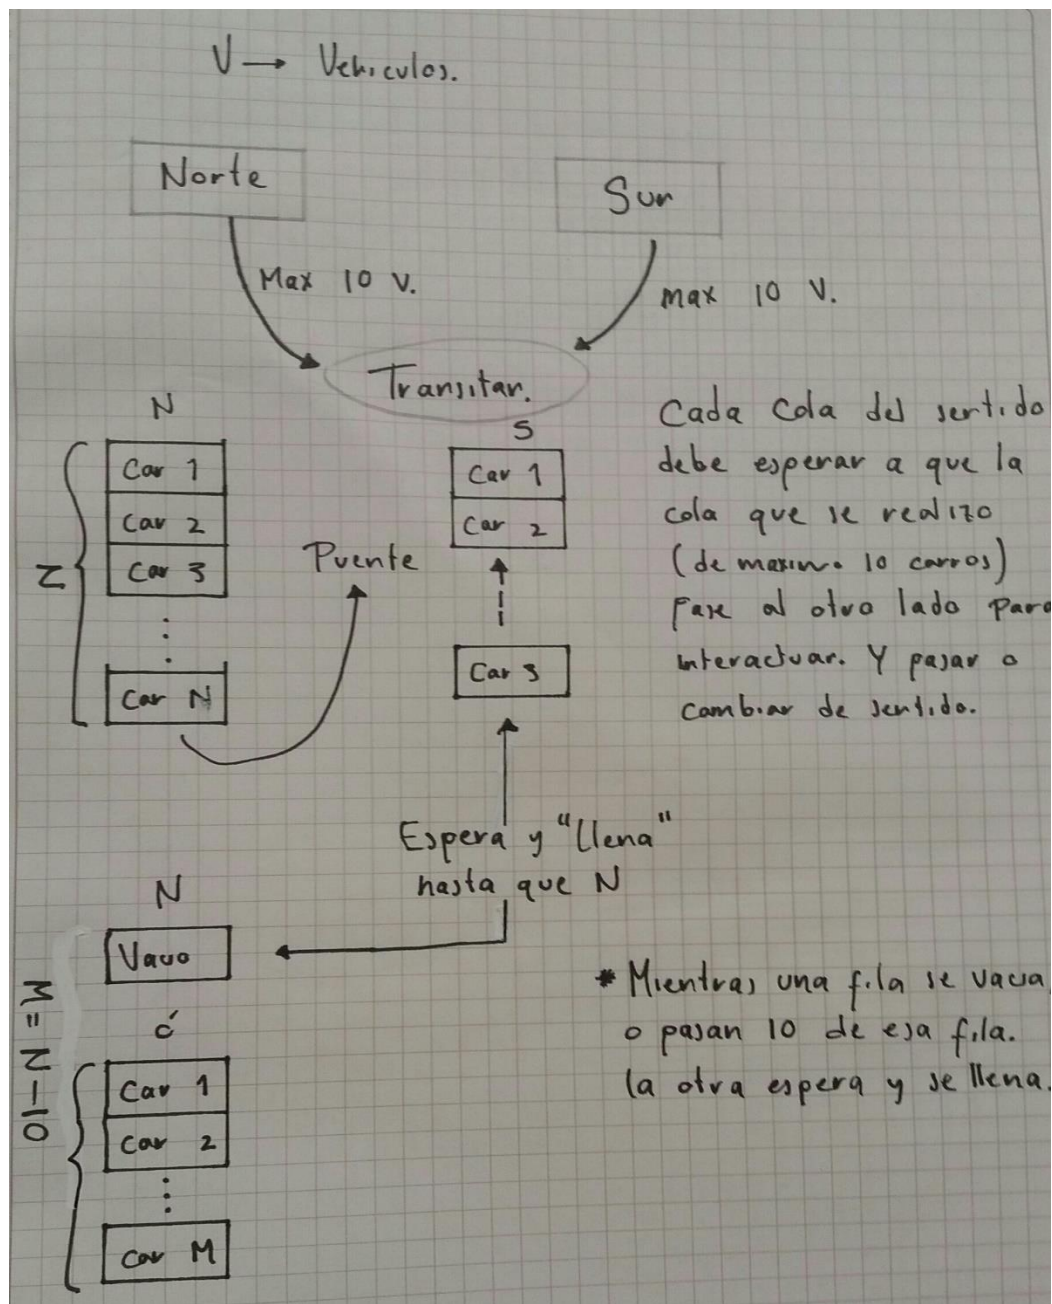 V → Vehiculos.
Norte
Sur
Max 10 V.
max 10 V.
Transitar.
N
Car 1
Car 2
Car 3
⋮
Car N
N
Puente
S
Car 1
Car 2
Car 3
Cada Cola del sentido
debe esperar a que la
cola que se realizo
(de maximo 10 carros)
pase al otro lado para
interactuar. Y pasar o
cambiar de sentido.
Espera y "llena"
hasta que N
N
Vacio
ó
Car 1
Car 2
⋮
Car M
M = N - 10
* Mientras una fila se vacia
o pasan 10 de esa fila.
la otra espera y se llena.